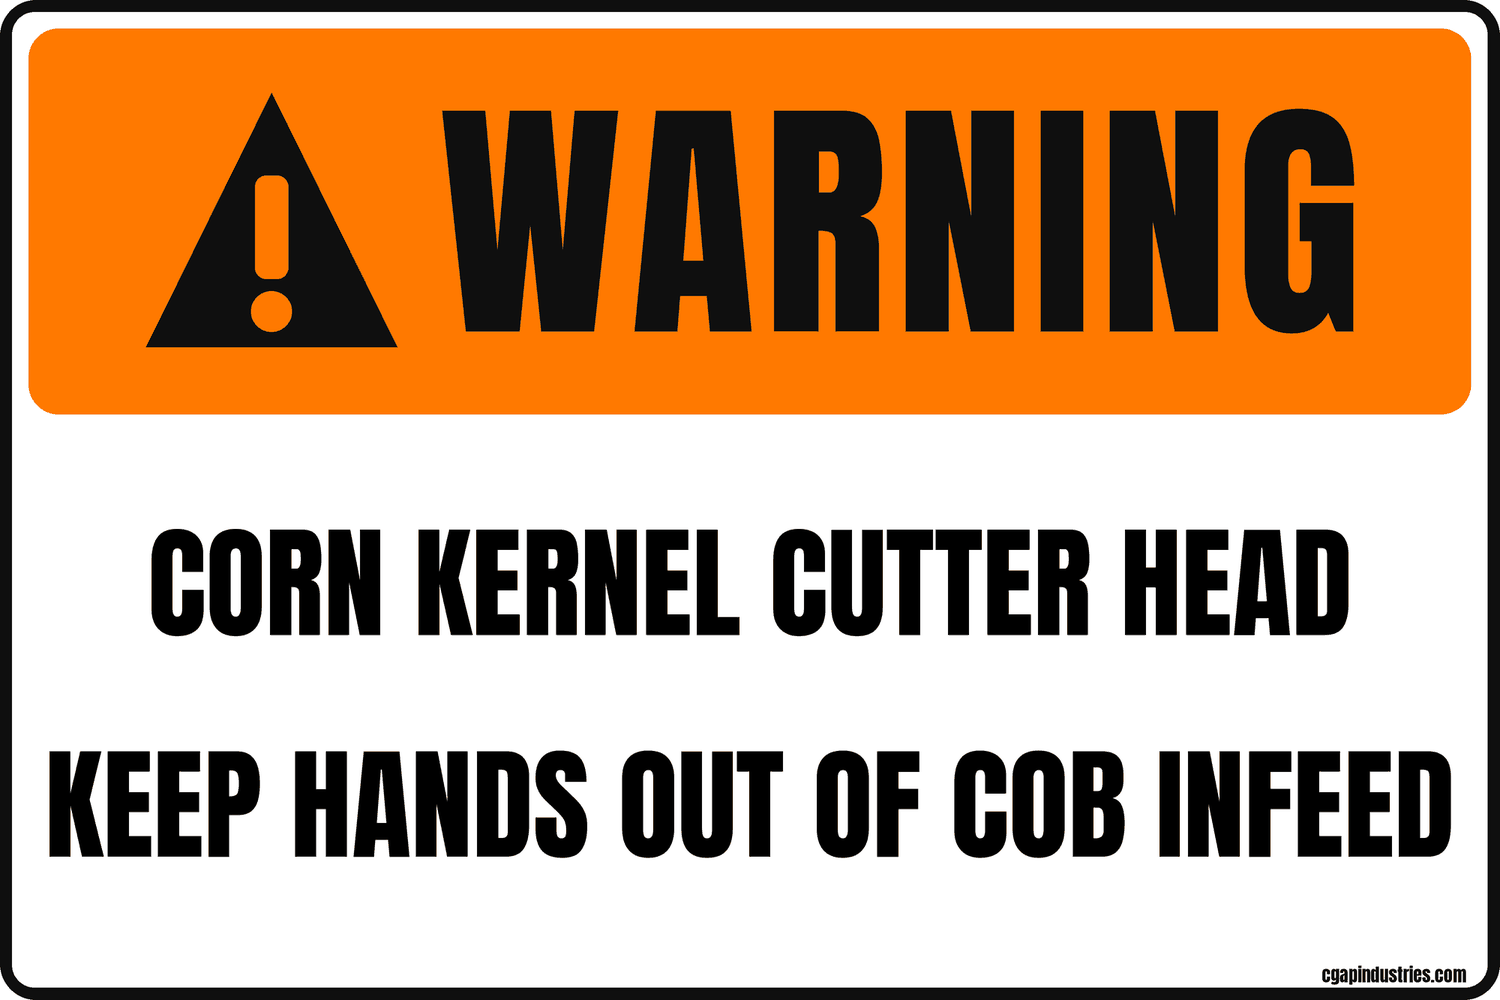 WARNING
CORN KERNEL CUTTER HEAD
KEEP HANDS OUT OF COB INFEED
cgapindustries.com